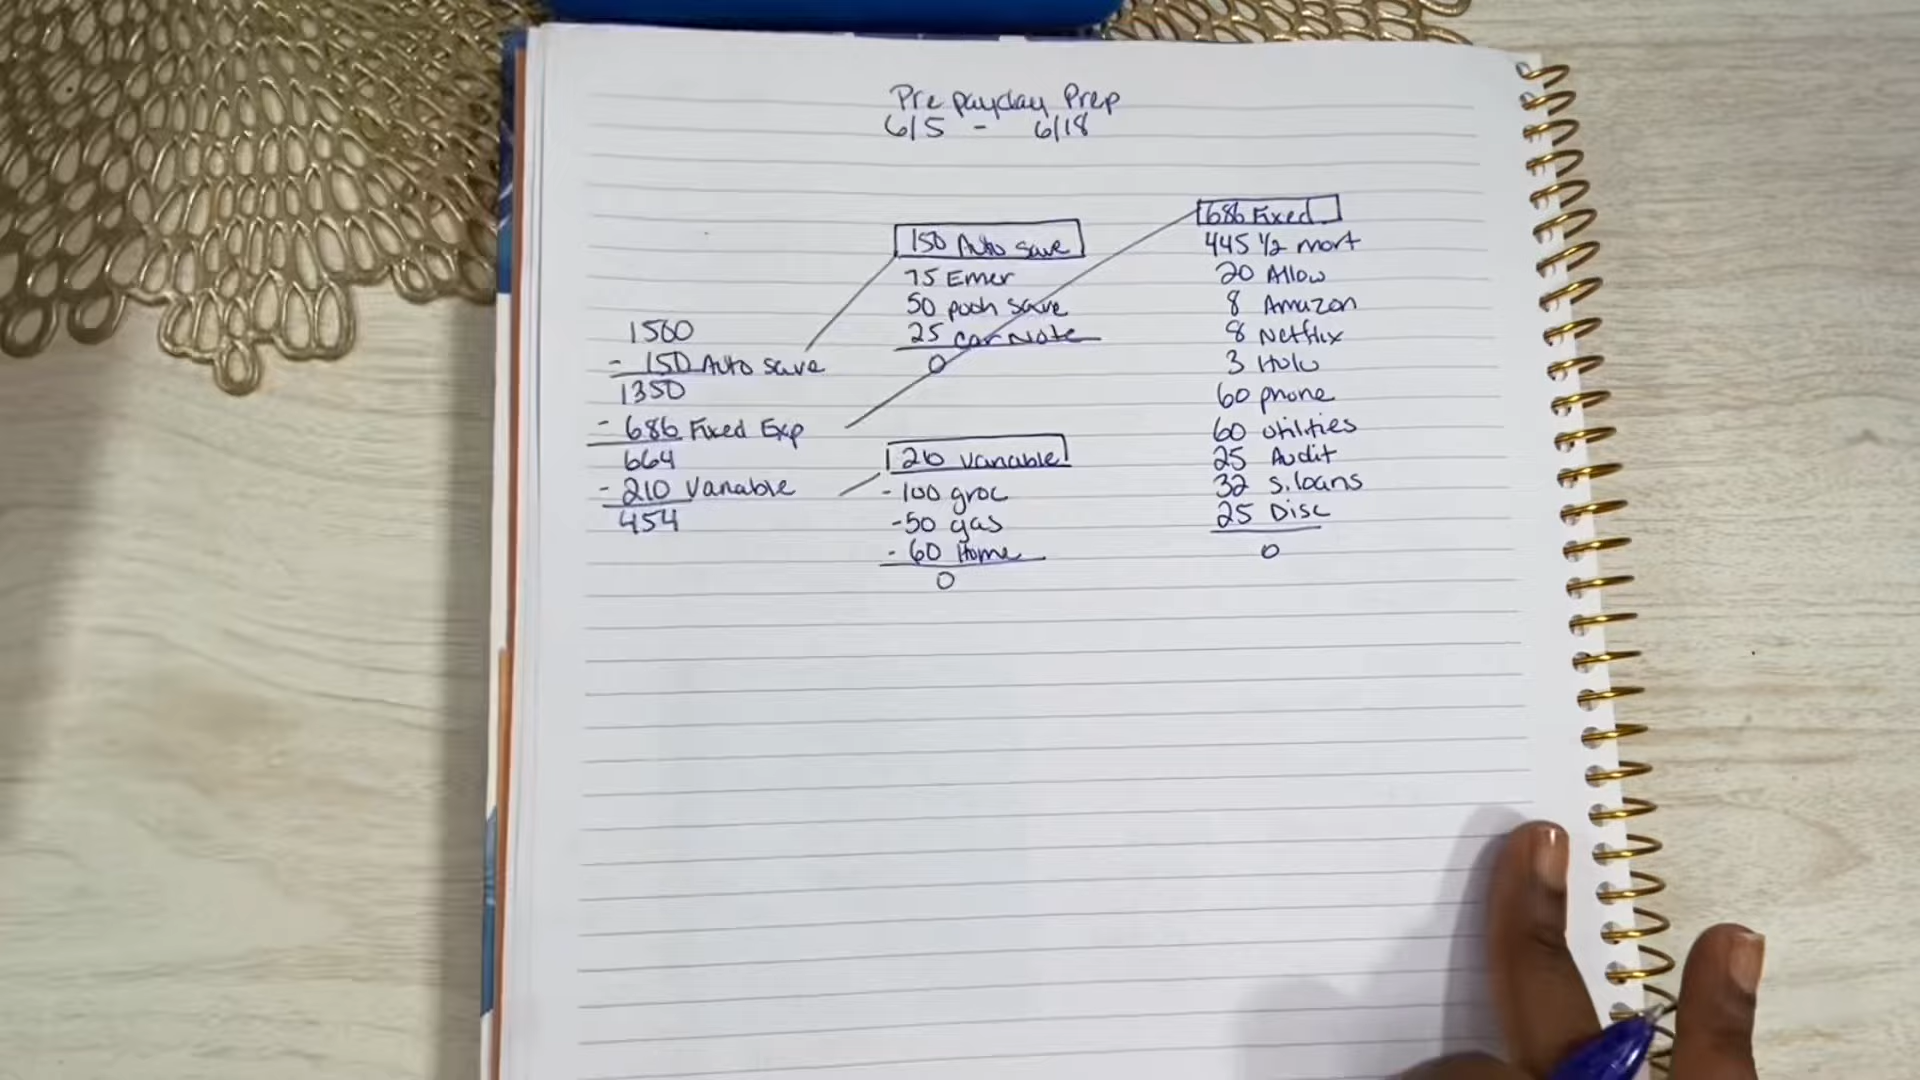 Pre payday Prep
6/5 - 6/18
1500
- 150 Auto save
1350
- 686 Fixed Exp
664
- 210 Variable
454
150 Auto save
75 Emer
50 pooh save
25 car note
0
210 variable
- 100 groc
- 50 gas
- 60 Home
0
686 Fixed
445 1/2 mort
20 Allow
8 Amazon
8 Netflix
3 Hulu
60 phone
60 utilities
25 Audit
32 s.loans
25 Disc
0